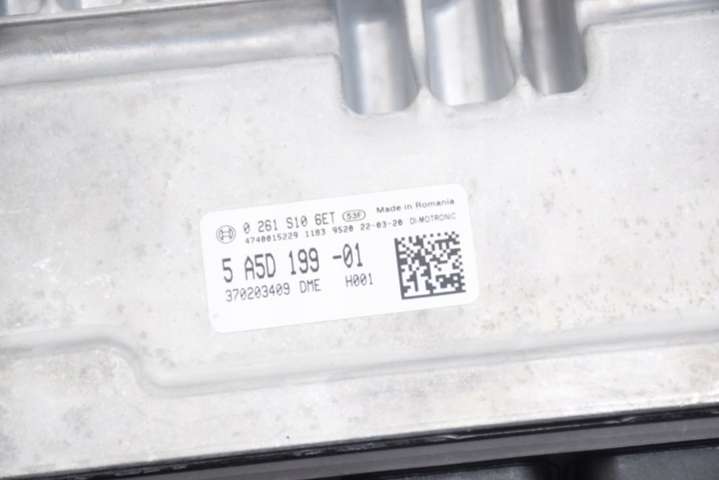 0 261 S10 6ET 53F Made in Romania
4740015229 1183 9520 22-03-20 DI-MOTRONIC
5 A5D 199 -01
370203409 DME H001